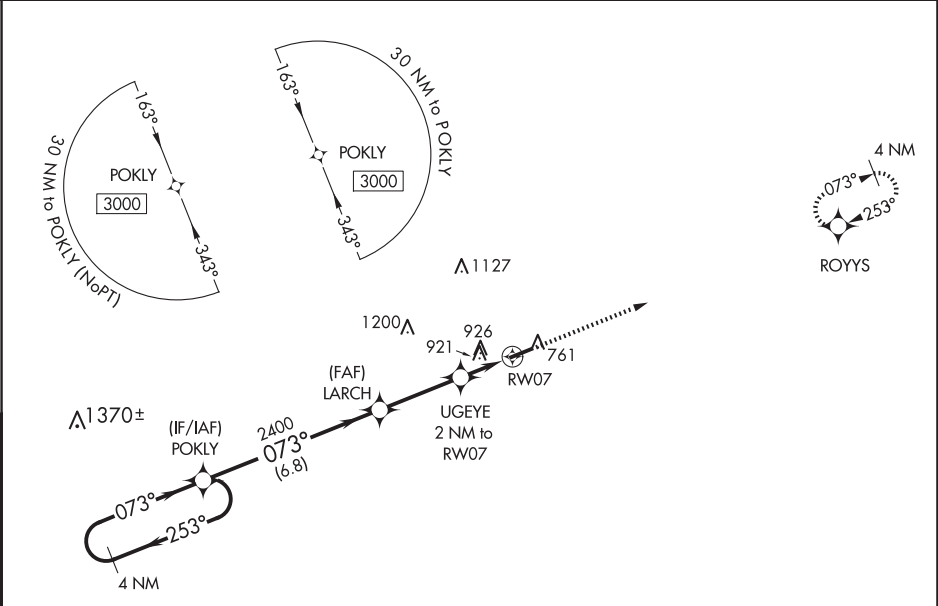 163°
POKLY
3000
343°
30 NM to POKLY (NoPT)
163°
POKLY
3000
343°
30 NM to POKLY
4 NM
073°
253°
ROYYS
1127
1200
926
921
761
RW07
(FAF)
LARCH
UGEYE
2 NM to
RW07
1370±
(IF/IAF)
POKLY
2400
073°
(6.8)
073°
253°
4 NM